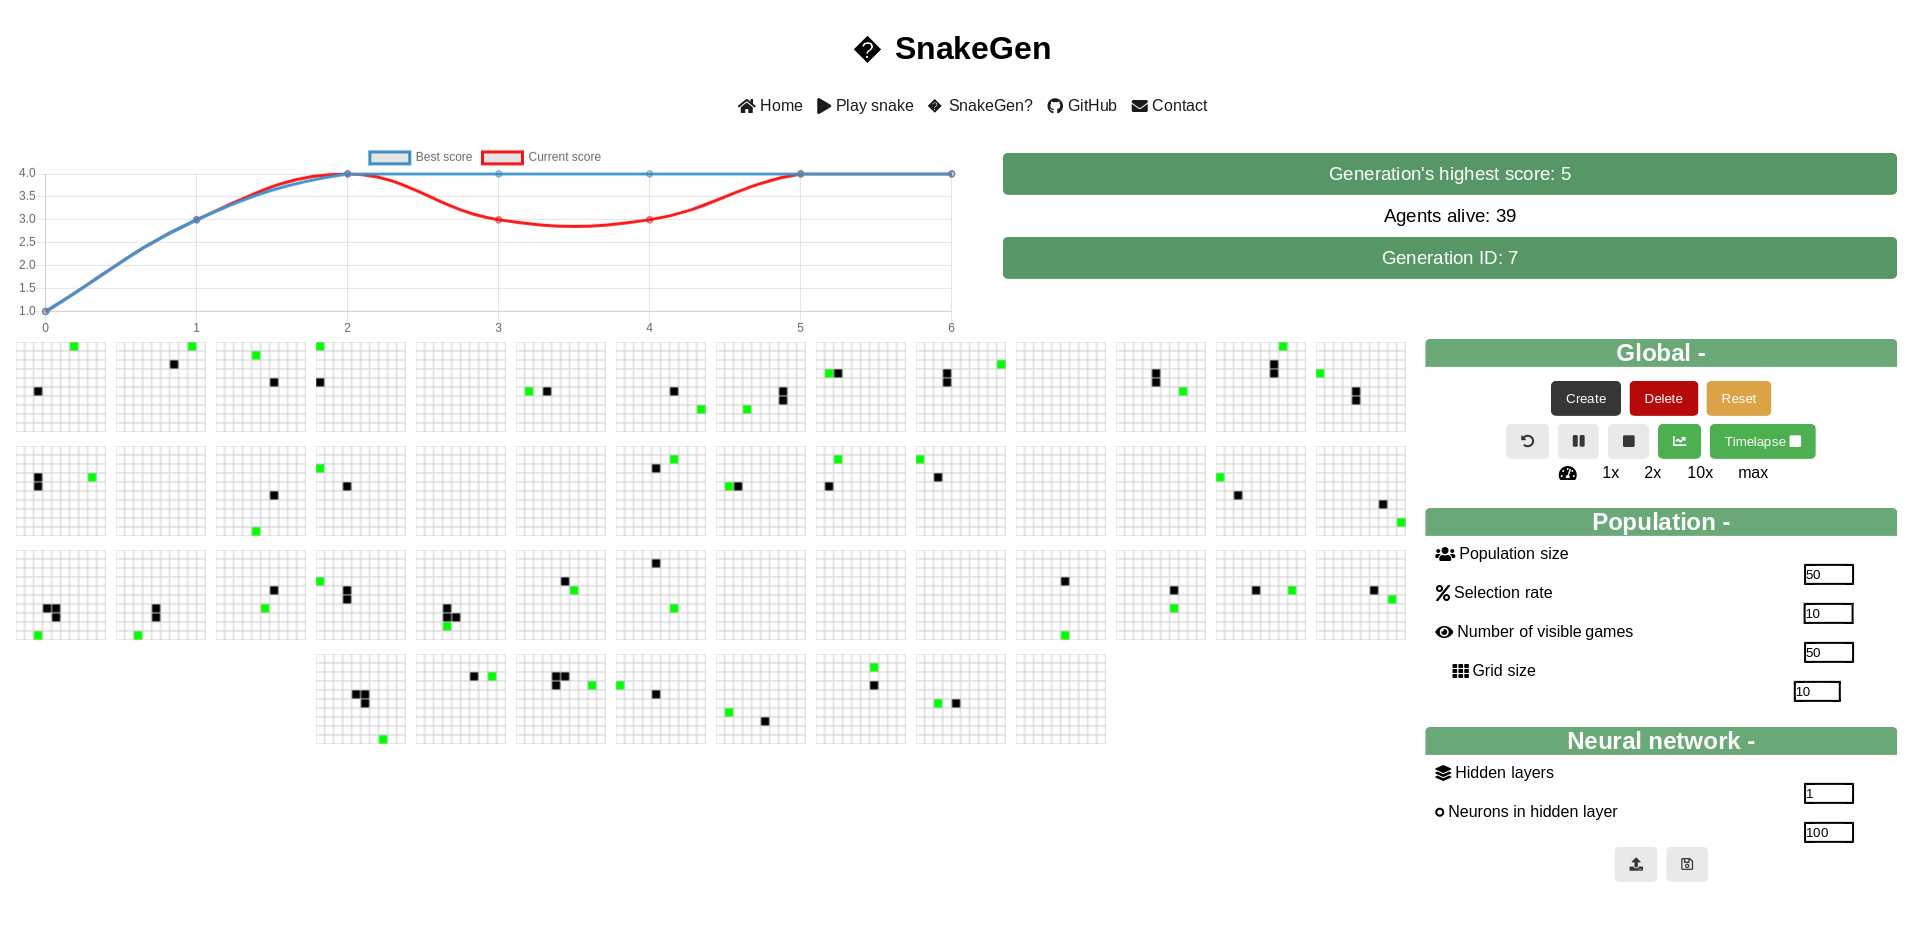 � SnakeGen
Home Play snake � SnakeGen? GitHub Contact
Best score Current score
4.0
3.5
3.0
2.5
2.0
1.5
1.0
0 1 2 3 4 5 6
Generation's highest score: 5
Agents alive: 39
Generation ID: 7
Global -
Create Delete Reset
Timelapse
1x 2x 10x max
Population -
Population size
50
Selection rate
10
Number of visible games
50
Grid size
10
Neural network -
Hidden layers
1
Neurons in hidden layer
100